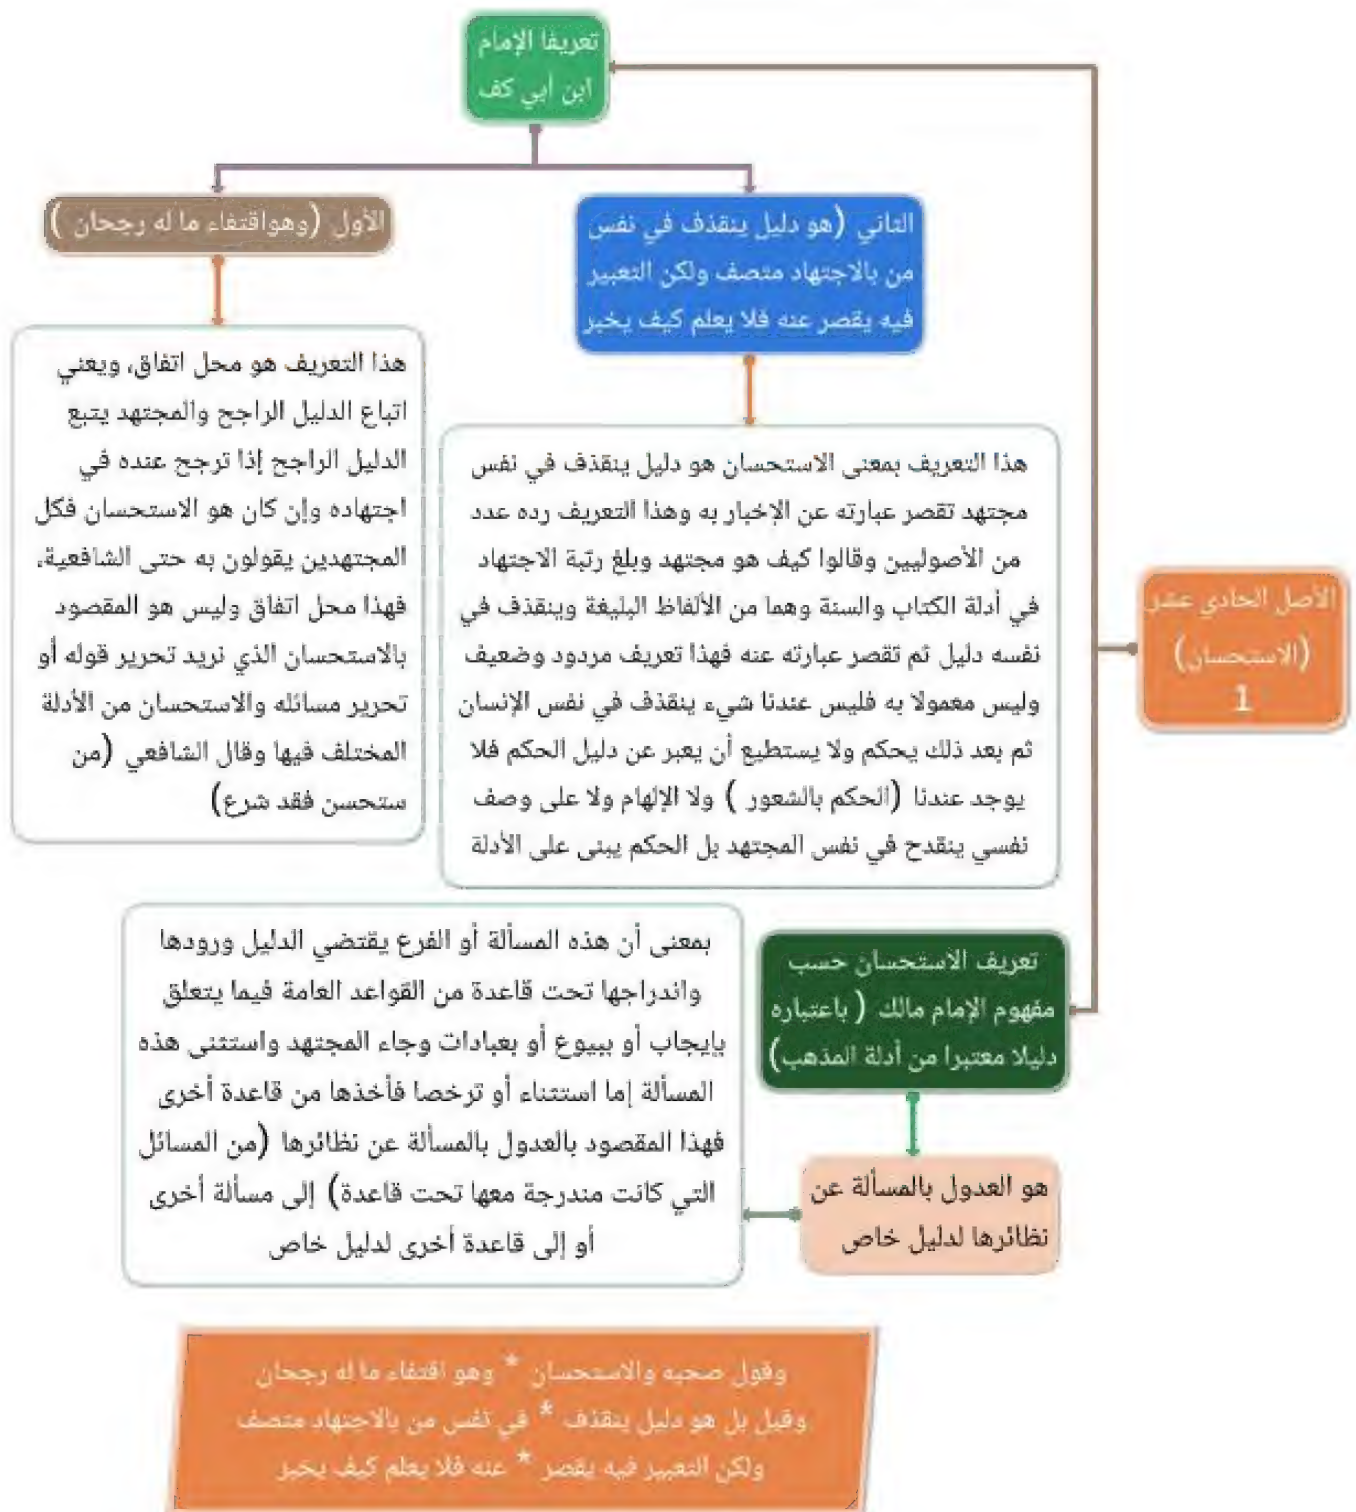 تعريفا الإمام
ابن أبي كف
الأول (وهواقتفاء ما له رجحان )
الثاني (هو دليل ينقذف في نفس
من بالاجتهاد متصف ولكن التعبير
فيه يقصر عنه فلا يعلم كيف يخبر
هذا التعريف هو محل اتفاق، ويعني
اتباع الدليل الراجح والمجتهد يتبع
الدليل الراجح إذا ترجح عنده في
اجتهاده وإن كان هو الاستحسان فكل
المجتهدين يقولون به حتى الشافعية،
فهذا محل اتفاق وليس هو المقصود
بالاستحسان الذي نريد تحرير قوله أو
تحرير مسائله والاستحسان من الأدلة
المختلف فيها وقال الشافعي (من
ستحسن فقد شرع)
هذا التعريف بمعنى الاستحسان هو دليل ينقذف في نفس
مجتهد تقصر عبارته عن الإخبار به وهذا التعريف رده عدد
من الأصوليين وقالوا كيف هو مجتهد وبلغ رتبة الاجتهاد
في أدلة الكتاب والسنة وهما من الألفاظ البليغة وينقذف في
نفسه دليل ثم تقصر عبارته عنه فهذا تعريف مردود وضعيف
وليس معمولا به فليس عندنا شيء ينقذف في نفس الإنسان
ثم بعد ذلك يحكم ولا يستطيع أن يعبر عن دليل الحكم فلا
يوجد عندنا (الحكم بالشعور ) ولا الإلهام ولا على وصف
نفسي ينقدح في نفس المجتهد بل الحكم يبنى على الأدلة
الأصل الحادي عشر
(الاستحسان)
1
تعريف الاستحسان حسب
مفهوم الإمام مالك ( باعتباره
دليلا معتبرا من أدلة المذهب)
هو العدول بالمسألة عن
نظائرها لدليل خاص
بمعنى أن هذه المسألة أو الفرع يقتضي الدليل ورودها
واندراجها تحت قاعدة من القواعد العامة فيما يتعلق
بإيجاب أو ببيوع أو بعبادات وجاء المجتهد واستثنى هذه
المسألة إما استثناء أو ترخصا فأخذها من قاعدة أخرى
فهذا المقصود بالعدول بالمسألة عن نظائرها (من المسائل
التي كانت مندرجة معها تحت قاعدة) إلى مسألة أخرى
أو إلى قاعدة أخرى لدليل خاص
وقول صحبه والاستحسان * وهو اقتفاء ما له رجحان
وقيل بل هو دليل ينقذف * في نفس من بالاجتهاد متصف
ولكن التعبير فيه يقصر * عنه فلا يعلم كيف يخبر